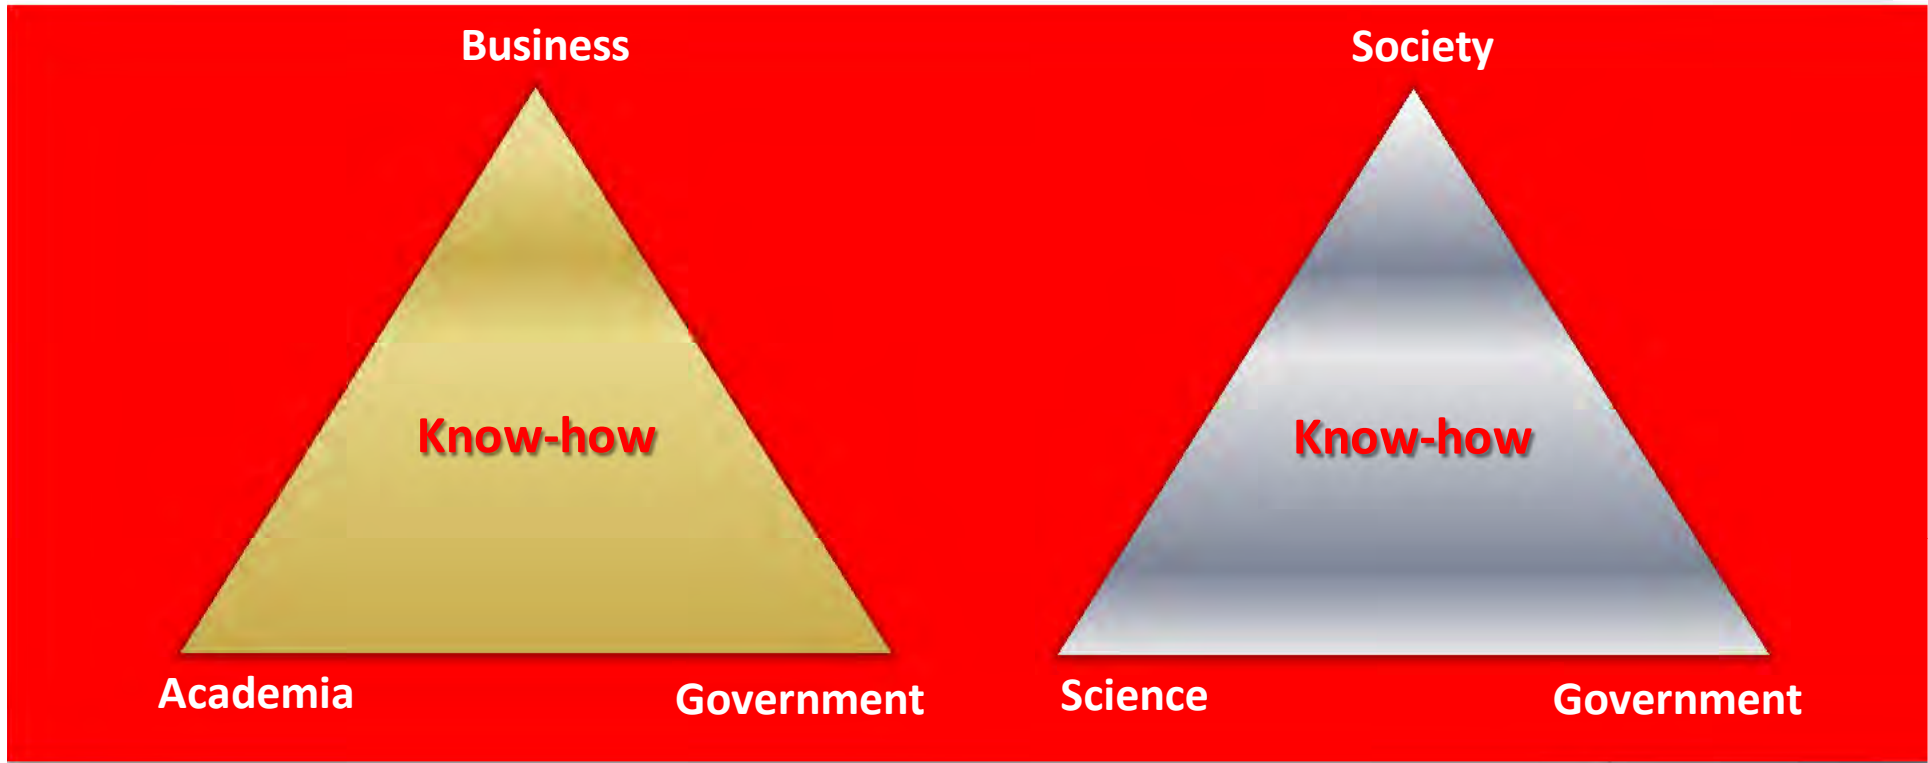 Business
Know-how
Academia
Government
Society
Know-how
Science
Government